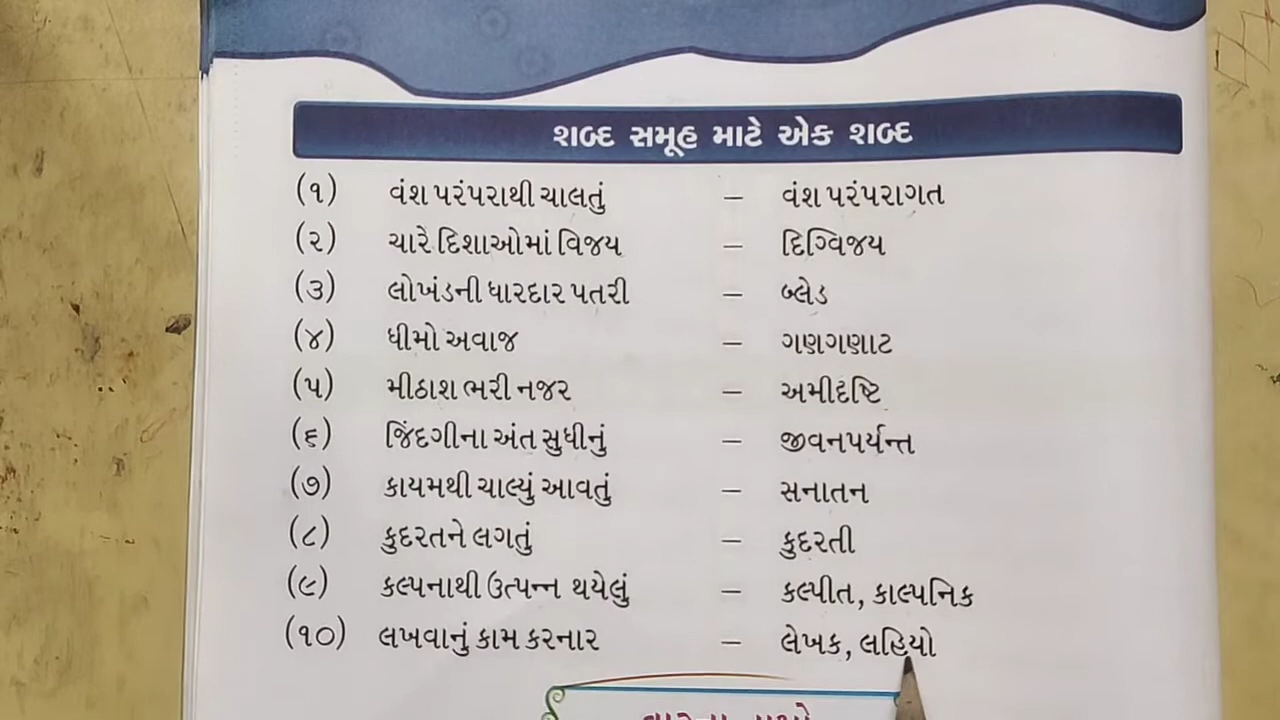 શબ્દ સમૂહ માટે એક શબ્દ
(૧) વંશ પરંપરાથી ચાલતું – વંશ પરંપરાગત
(૨) ચારે દિશાઓમાં વિજય – દિગ્વિજય
(૩) લોખંડની ધારદાર પતરી – બ્લેડ
(૪) ધીમો અવાજ – ગણગણાટ
(૫) મીઠાશ ભરી નજર – અમીદૃષ્ટિ
(૬) જિંદગીના અંત સુધીનું – જીવનપર્યન્ત
(૭) કાયમથી ચાલ્યું આવતું – સનાતન
(૮) કુદરતને લગતું – કુદરતી
(૯) કલ્પનાથી ઉત્પન્ન થયેલું – કલ્પીત, કાલ્પનિક
(૧૦) લખવાનું કામ કરનાર – લેખક, લહિયો